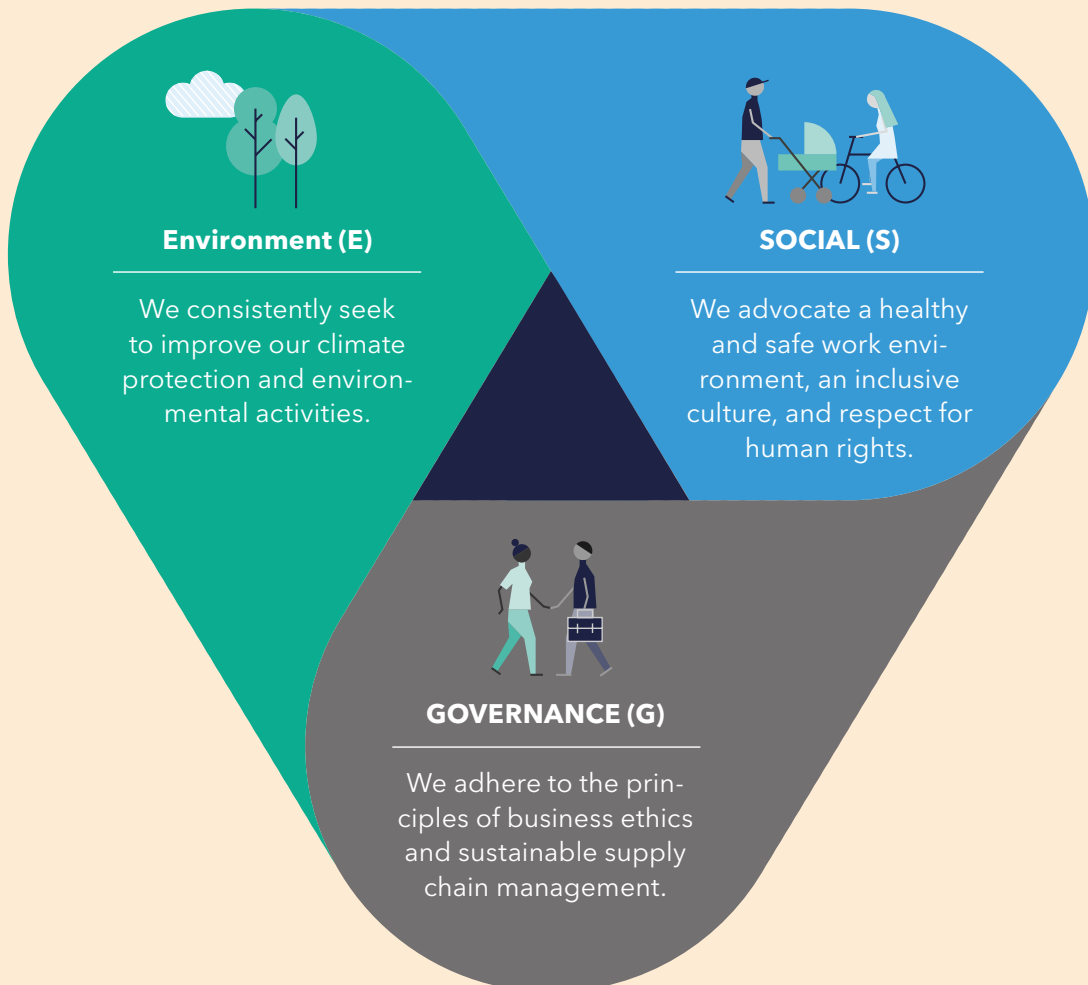 Environment (E)
We consistently seek
to improve our climate
protection and environ-
mental activities.
SOCIAL (S)
We advocate a healthy
and safe work envi-
ronment, an inclusive
culture, and respect for
human rights.
GOVERNANCE (G)
We adhere to the prin-
ciples of business ethics
and sustainable supply
chain management.